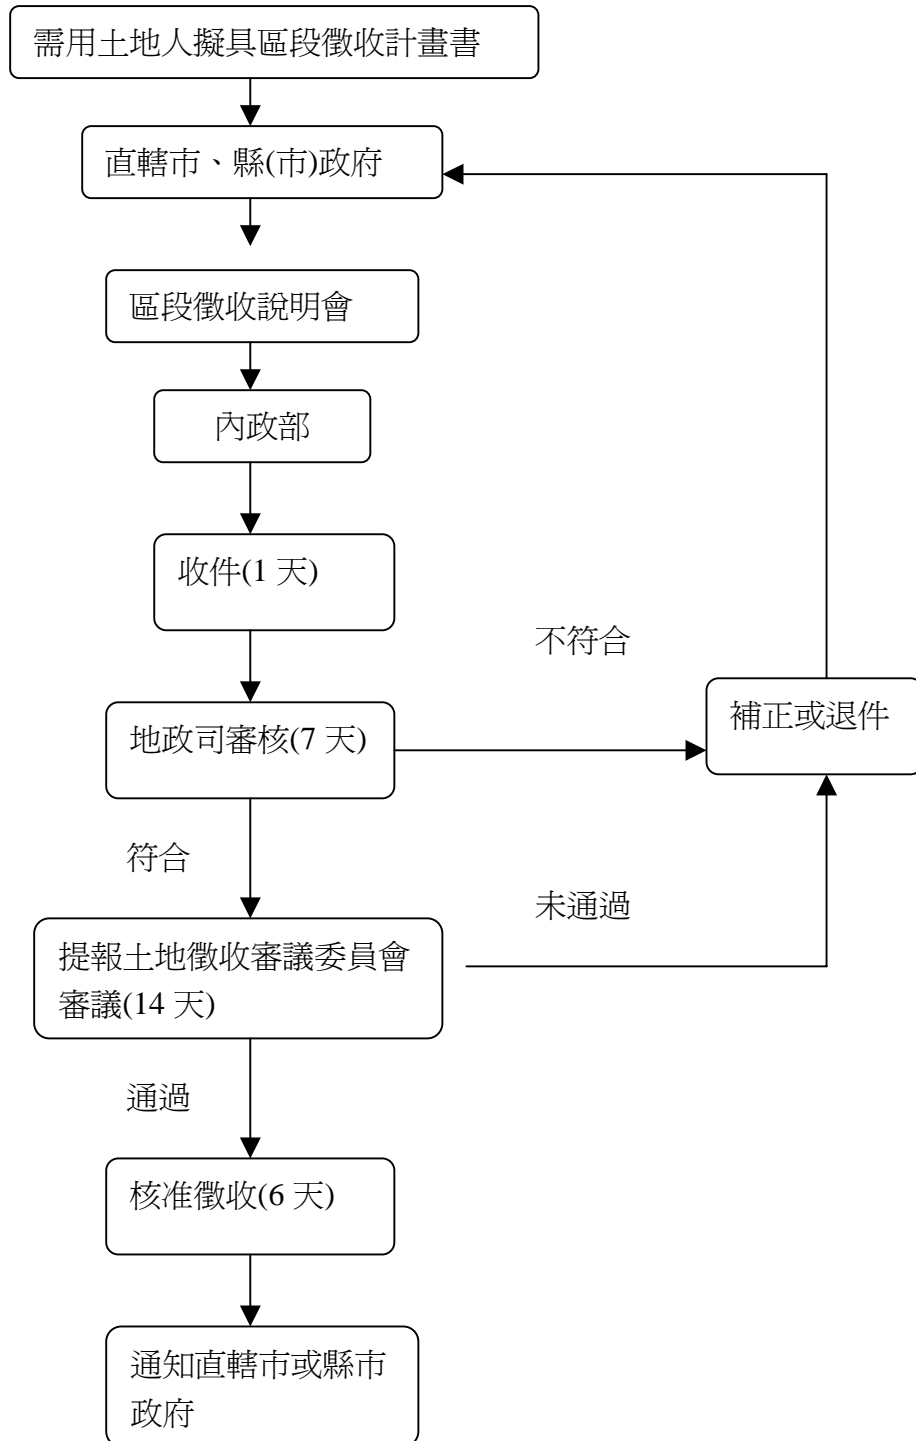 需用土地人擬具區段徵收計畫書
直轄市、縣(市)政府
區段徵收說明會
內政部
收件(1 天)
不符合
補正或退件
地政司審核(7 天)
符合
未通過
提報土地徵收審議委員會
審議(14 天)
通過
核准徵收(6 天)
通知直轄市或縣市
政府